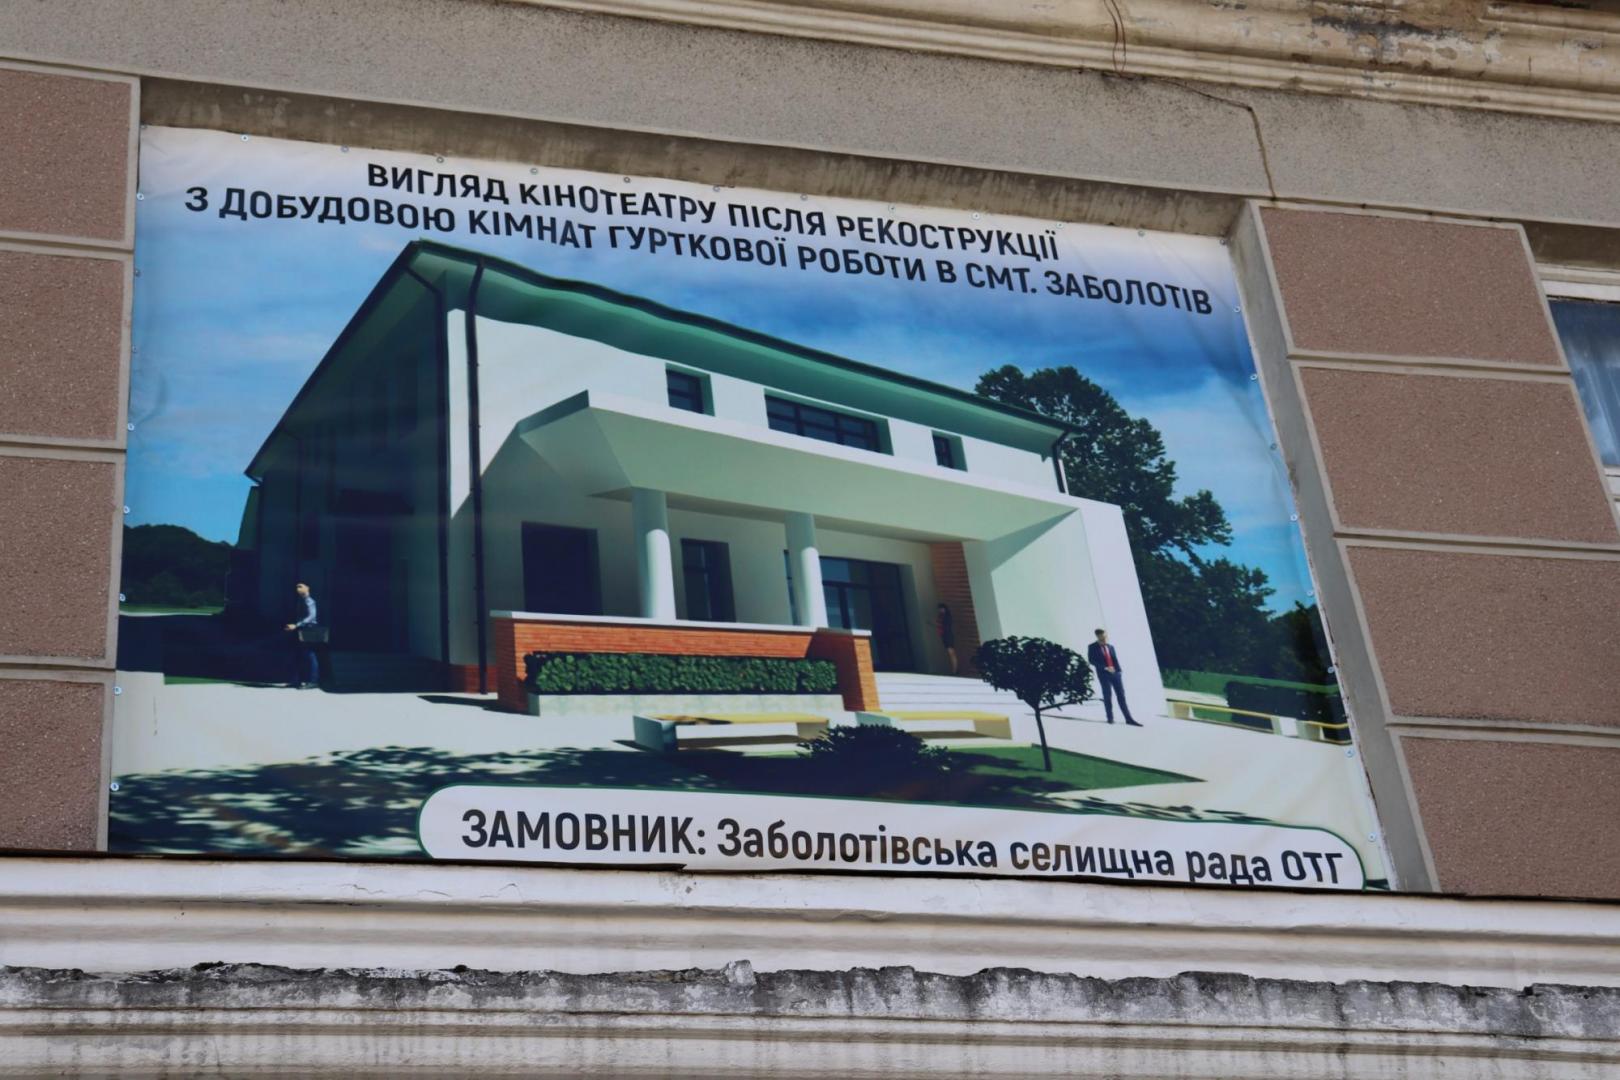 ВИГЛЯД КІНОТЕАТРУ ПІСЛЯ РЕКОСТРУКЦІЇ
З ДОБУДОВОЮ КІМНАТ ГУРТКОВОЇ РОБОТИ В СМТ. ЗАБОЛОТІВ
ЗАМОВНИК: Заболотівська селищна рада ОТГ